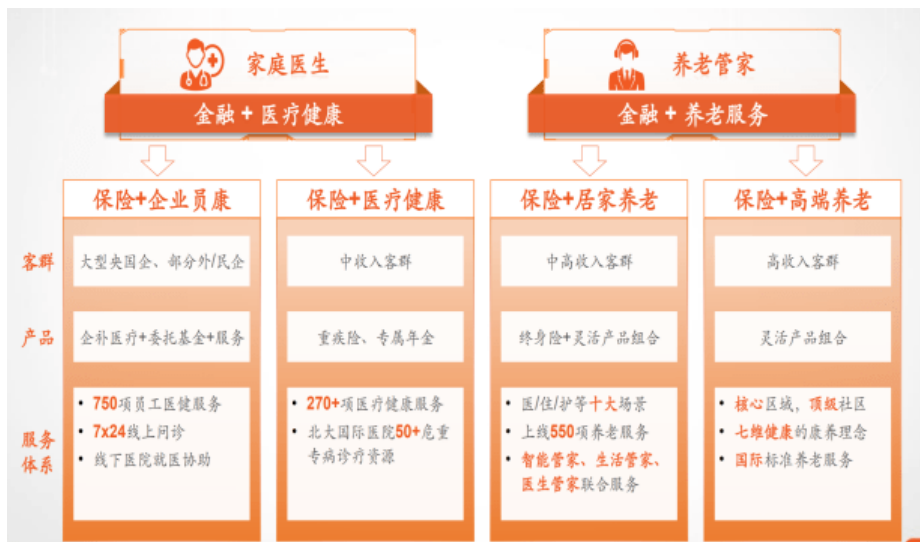 家庭医生
金融+医疗健康
养老管家
金融+养老服务
保险+企业员康
保险+医疗健康
保险+居家养老
保险+高端养老
客群
大型央国企、部分外/民企
中收入客群
中高收入客群
高收入客群
产品
企补医疗+委托基金+服务
重疾险、专属年金
终身险+灵活产品组合
灵活产品组合
服务
体系
• 750项员工医健服务
• 7x24线上问诊
• 线下医院就医协助
• 270+项医疗健康服务
• 北大国际医院50+危重
专病诊疗资源
• 医/住/护等十大场景
• 上线550项养老服务
• 智能管家、生活管家、
医生管家联合服务
• 核心区域，顶级社区
• 七维健康的康养理念
• 国际标准养老服务